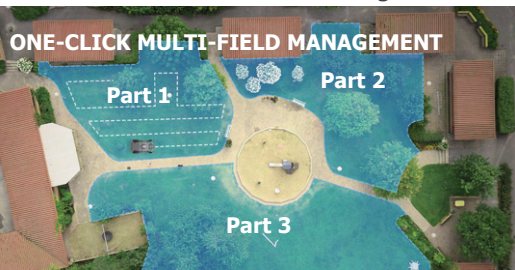 ONE-CLICK MULTI-FIELD MANAGEMENT
Part 1
Part 2
Part 3